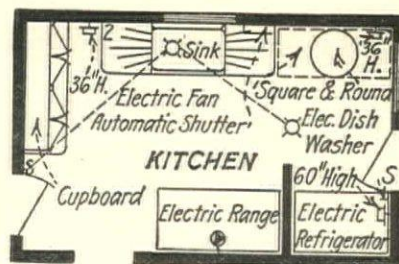 2
Sink
1
36"H.
36"
H.
Electric Fan
Automatic Shutter
Square & Round
Elec. Dish
Washer
KITCHEN
S
Cupboard
60"High
S
Electric Range
Electric
Refrigerator